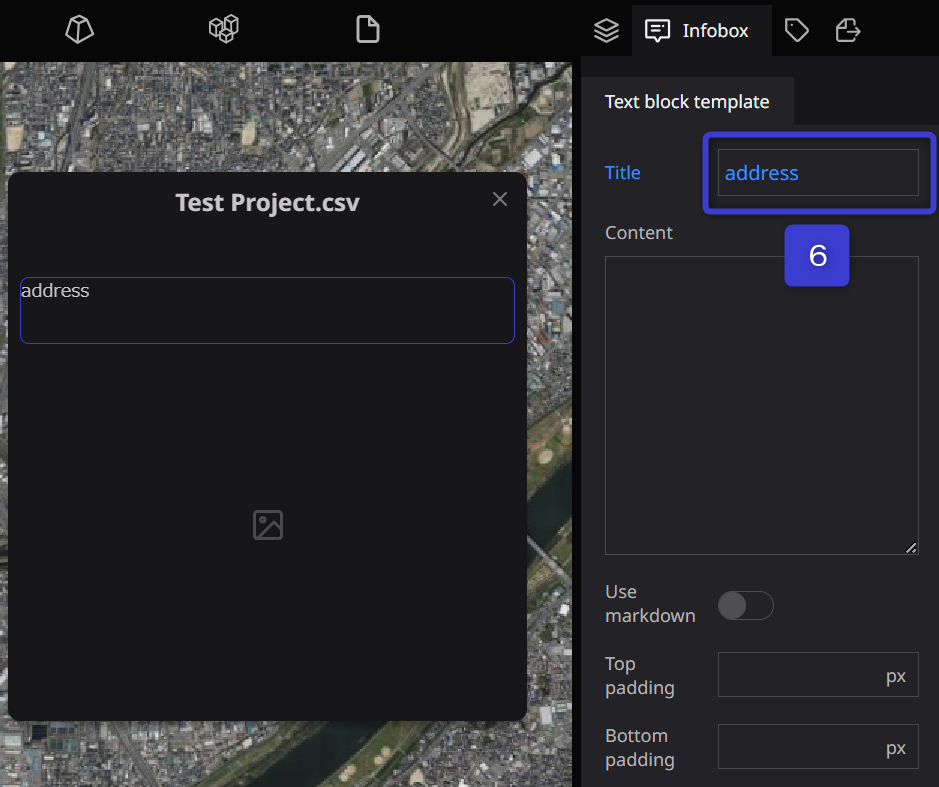 Infobox
Text block template
Test Project.csv
address
Title
address
6
Content
Use
markdown
Top
padding
px
Bottom
padding
px